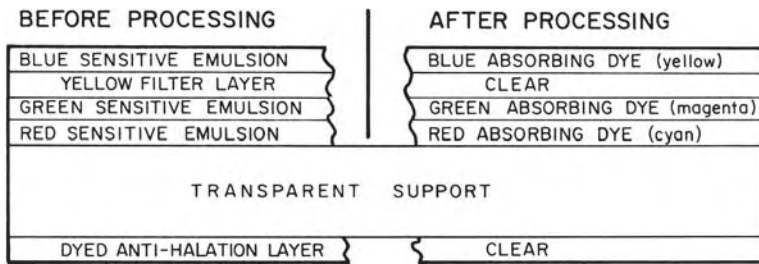 BEFORE PROCESSING
BLUE SENSITIVE EMULSION
YELLOW FILTER LAYER
GREEN SENSITIVE EMULSION
RED SENSITIVE EMULSION
AFTER PROCESSING
BLUE ABSORBING DYE (yellow)
CLEAR
GREEN ABSORBING DYE (magenta)
RED ABSORBING DYE (cyan)
TRANSPARENT SUPPORT
DYED ANTI-HALATION LAYER
CLEAR